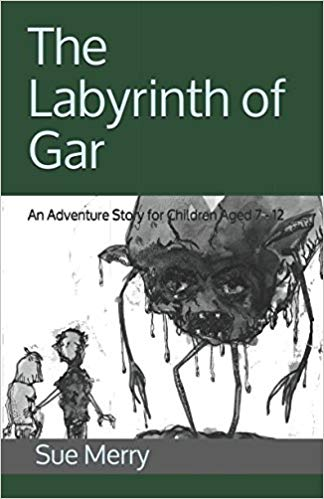 The
Labyrinth of
Gar
An Adventure Story for Children Aged 7 - 12
Sue Merry